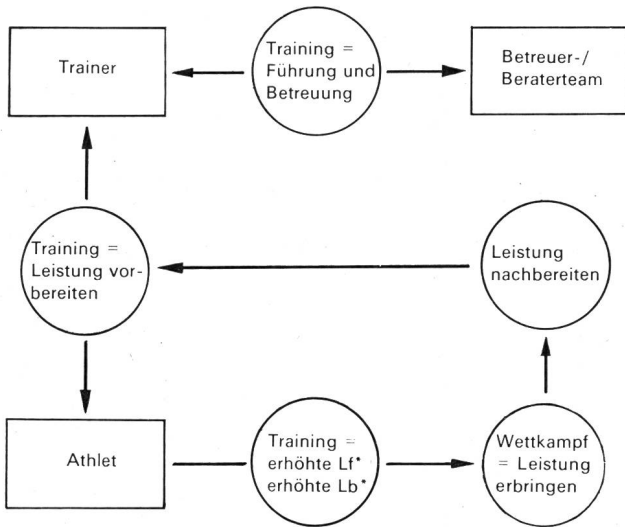 Trainer
Training =
Führung und
Betreuung
Betreuer-/
Beraterteam
Training =
Leistung vor-
bereiten
Leistung
nachbereiten
Athlet
Training =
erhöhte Lf*
erhöhte Lb*
Wettkampf
= Leistung
erbringen